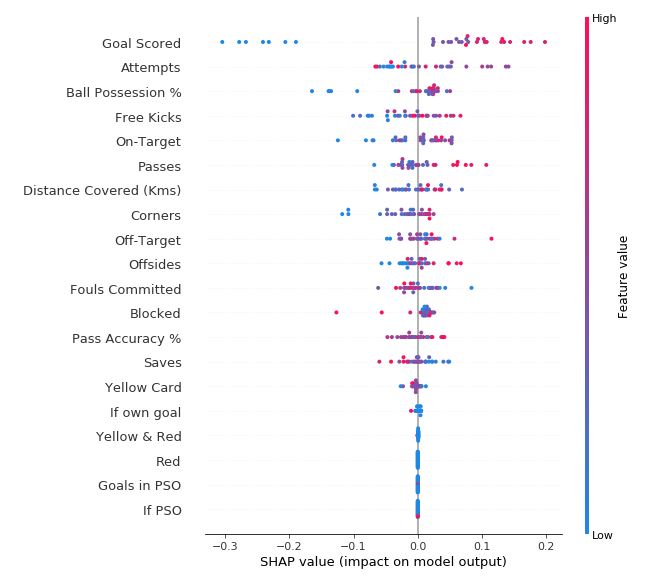 High
Goal Scored
Attempts
Ball Possession %
Free Kicks
On-Target
Passes
Distance Covered (Kms)
Corners
Off-Target
Offsides
Fouls Committed
Blocked
Pass Accuracy %
Saves
Yellow Card
If own goal
Yellow & Red
Red
Goals in PSO
If PSO
Feature value
Low
−0.3 −0.2 −0.1 0.0 0.1 0.2
SHAP value (impact on model output)